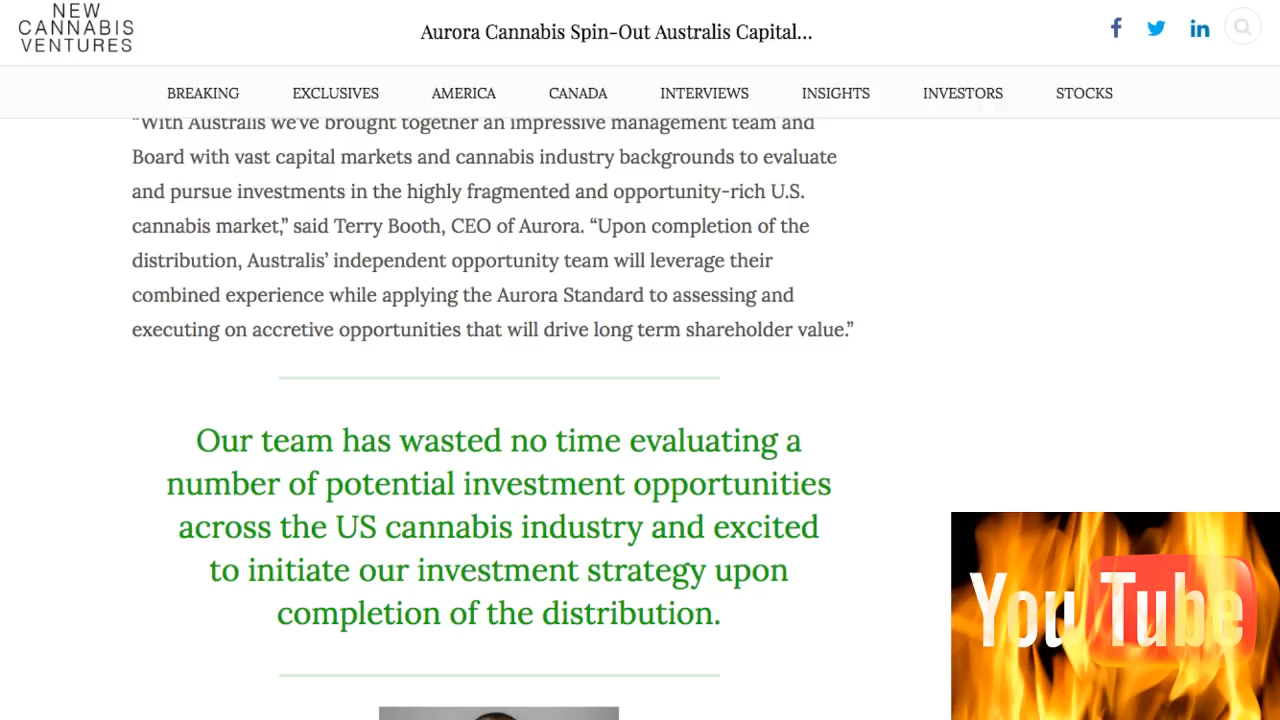 NEW
CANNABIS
VENTURES
Aurora Cannabis Spin-Out Australis Capital...
f
in
BREAKING EXCLUSIVES AMERICA CANADA INTERVIEWS INSIGHTS INVESTORS STOCKS
“With Australis we’ve brought together an impressive management team and
Board with vast capital markets and cannabis industry backgrounds to evaluate
and pursue investments in the highly fragmented and opportunity-rich U.S.
cannabis market,” said Terry Booth, CEO of Aurora. “Upon completion of the
distribution, Australis’ independent opportunity team will leverage their
combined experience while applying the Aurora Standard to assessing and
executing on accretive opportunities that will drive long term shareholder value.”
Our team has wasted no time evaluating a
number of potential investment opportunities
across the US cannabis industry and excited
to initiate our investment strategy upon
completion of the distribution.
YouTube